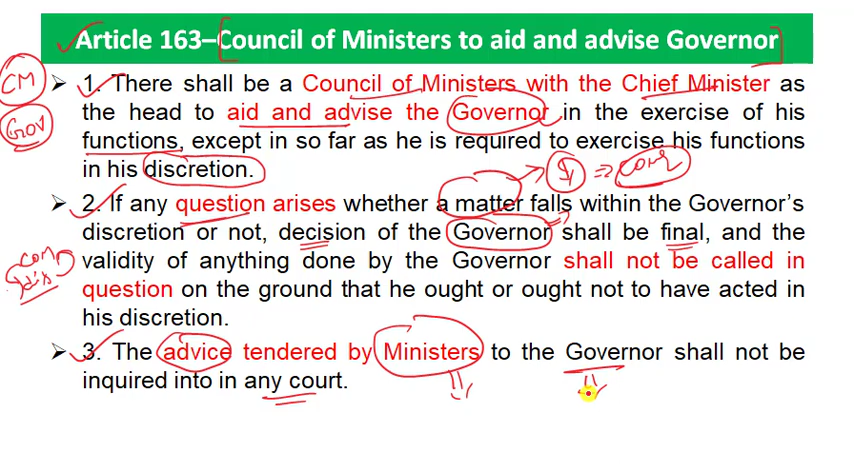 Article 163–Council of Ministers to aid and advise Governor
CM
Gov
➢ 1. There shall be a Council of Ministers with the Chief Minister as
the head to aid and advise the Governor in the exercise of his
functions, except in so far as he is required to exercise his functions
in his discretion.
➢ 2. If any question arises whether a matter falls within the Governor's
discretion or not, decision of the Governor shall be final, and the
validity of anything done by the Governor shall not be called in
question on the ground that he ought or ought not to have acted in
his discretion.
➢ 3. The advice tendered by Ministers to the Governor shall not be
inquired into in any court.